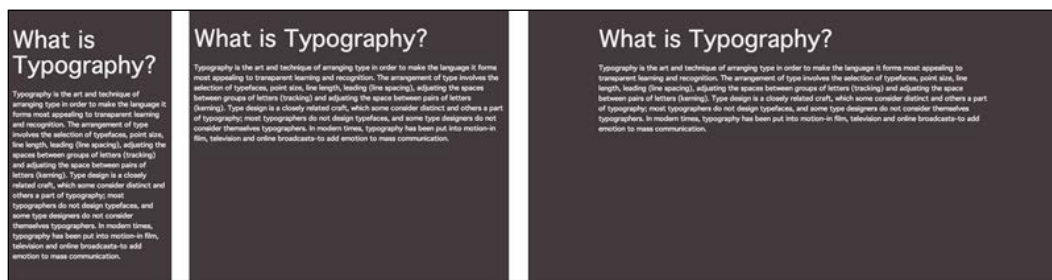 What is
Typography?
Typography is the art and technique of
arranging type in order to make the language it
forms most appealing to transparent learning
and recognition. The arrangement of type
involves the selection of typefaces, point size,
line length, leading (line spacing), adjusting the
spaces between groups of letters (tracking)
and adjusting the space between pairs of
letters (kerning). Type design is a closely
related craft, which some consider distinct and
others a part of typography; most
typographers do not design typefaces, and
some type designers do not consider
themselves typographers. In modern times,
typography has been put into motion-in film,
television and online broadcasts-to add
emotion to mass communication.
What is Typography?
Typography is the art and technique of arranging type in order to make the language it forms
most appealing to transparent learning and recognition. The arrangement of type involves the
selection of typefaces, point size, line length, leading (line spacing), adjusting the spaces
between groups of letters (tracking) and adjusting the space between pairs of letters
(kerning). Type design is a closely related craft, which some consider distinct and others a part
of typography; most typographers do not design typefaces, and some type designers do not
consider themselves typographers. In modern times, typography has been put into motion-in
film, television and online broadcasts-to add emotion to mass communication.
What is Typography?
Typography is the art and technique of arranging type in order to make the language it forms most appealing to
transparent learning and recognition. The arrangement of type involves the selection of typefaces, point size, line
length, leading (line spacing), adjusting the spaces between groups of letters (tracking) and adjusting the space
between pairs of letters (kerning). Type design is a closely related craft, which some consider distinct and others a part
of typography; most typographers do not design typefaces, and some type designers do not consider themselves
typographers. In modern times, typography has been put into motion-in film, television and online broadcasts-to add
emotion to mass communication.